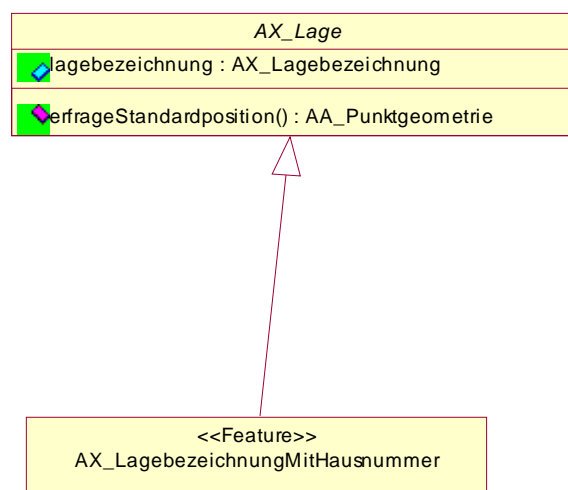 AX_Lage
lagebezeichnung : AX_Lagebezeichnung
erfrageStandardposition() : AA_Punktgeometrie
<<Feature>>
AX_LagebezeichnungMitHausnummer